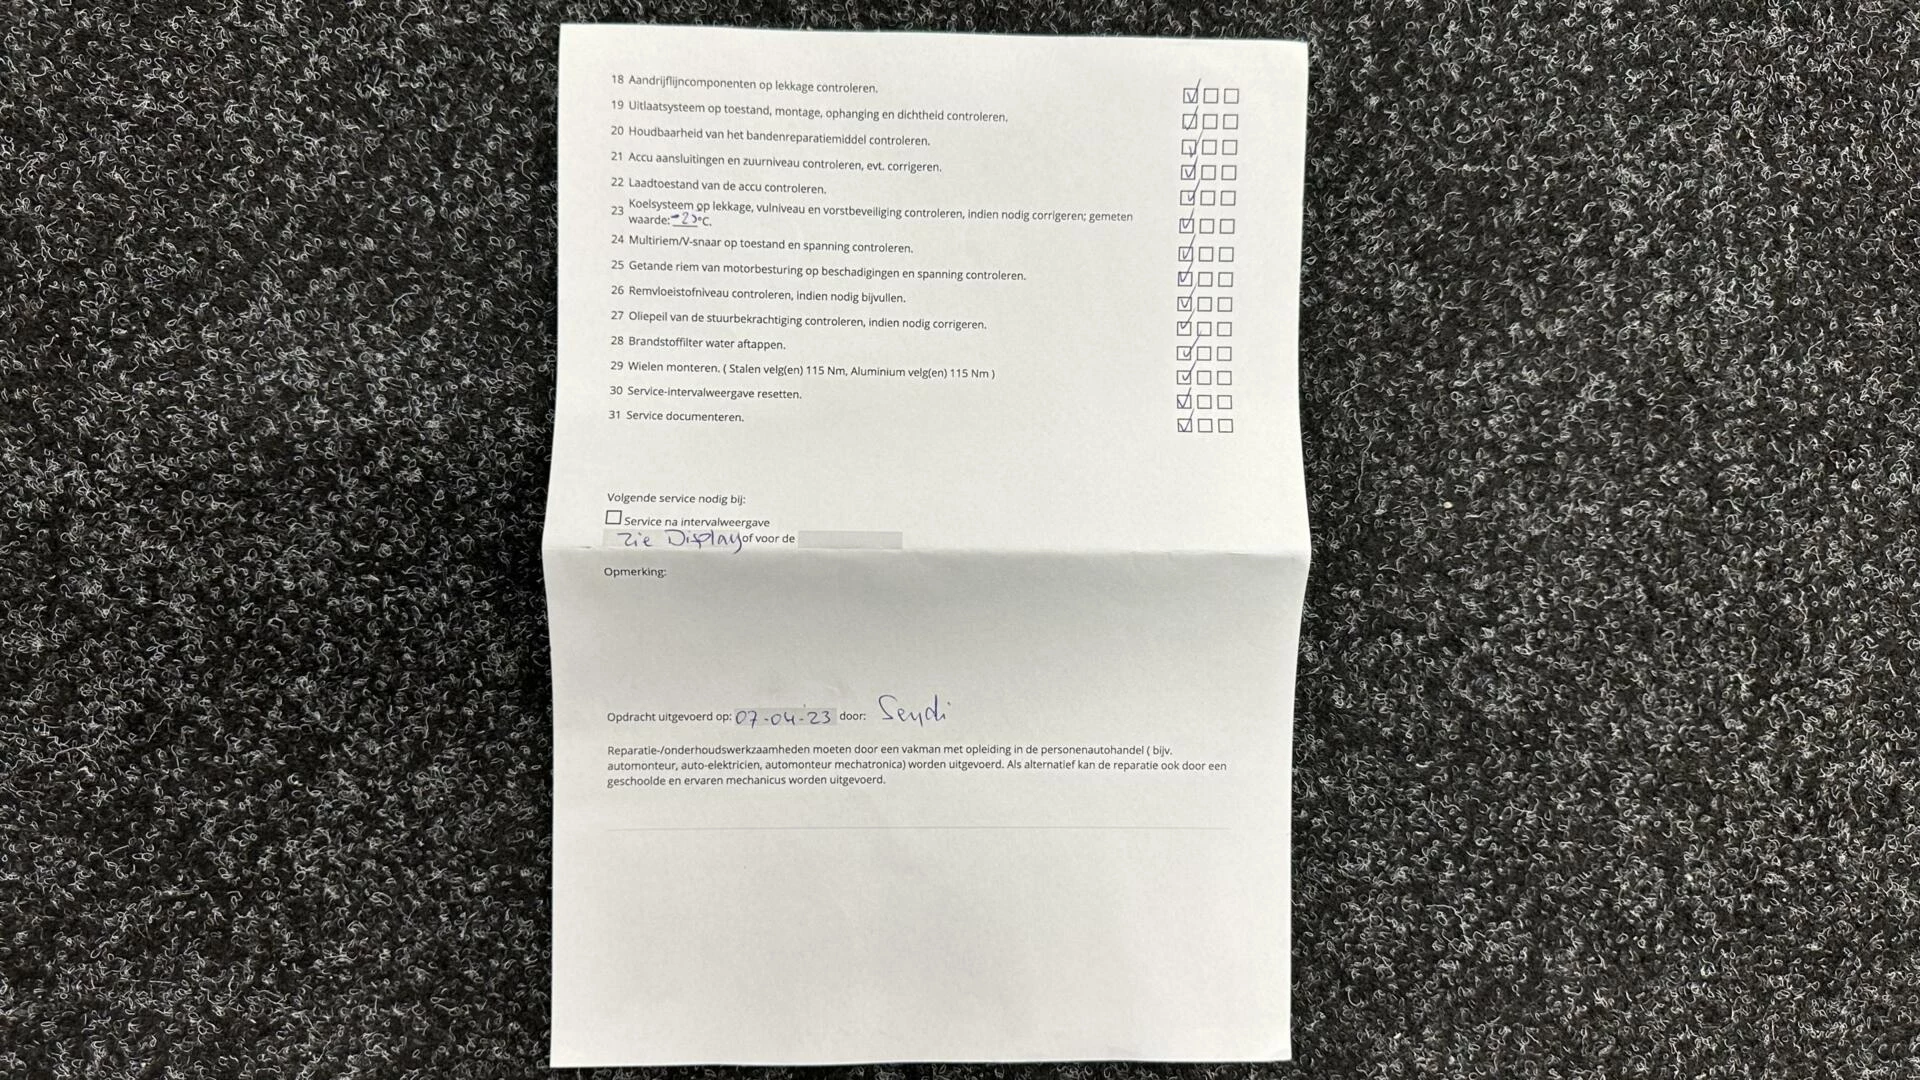 18 Aandrijflijncomponenten op lekkage controleren.
19 Uitlaatsysteem op toestand, montage, ophanging en dichtheid controleren.
20 Houdbaarheid van het bandenreparatiemiddel controleren.
21 Accu aansluitingen en zuurniveau controleren, evt. corrigeren.
22 Laadtoestand van de accu controleren.
23 Koelsysteem op lekkage, vulniveau en vorstbeveiliging controleren, indien nodig corrigeren; gemeten
waarde: °C.
24 Multiriem/V-snaar op toestand en spanning controleren.
25 Getande riem van motorbesturing op beschadigingen en spanning controleren.
26 Remvloeistofniveau controleren, indien nodig bijvullen.
27 Oliepeil van de stuurbekrachtiging controleren, indien nodig corrigeren.
28 Brandstoffilter water aftappen.
29 Wielen monteren. ( Stalen velg(en) 115 Nm, Aluminium velg(en) 115 Nm )
30 Service-intervalweergave resetten.
31 Service documenteren.
Volgende service nodig bij:
Service na intervalweergave
zie Display of voor de
Opmerking:
Opdracht uitgevoerd op: 07-04-23 door:
Reparatie-/onderhoudswerkzaamheden moeten door een vakman met opleiding in de personenautohandel ( bijv.
automonteur, auto-elektricien, automonteur mechatronica) worden uitgevoerd. Als alternatief kan de reparatie ook door een
geschoolde en ervaren mechanicus worden uitgevoerd.